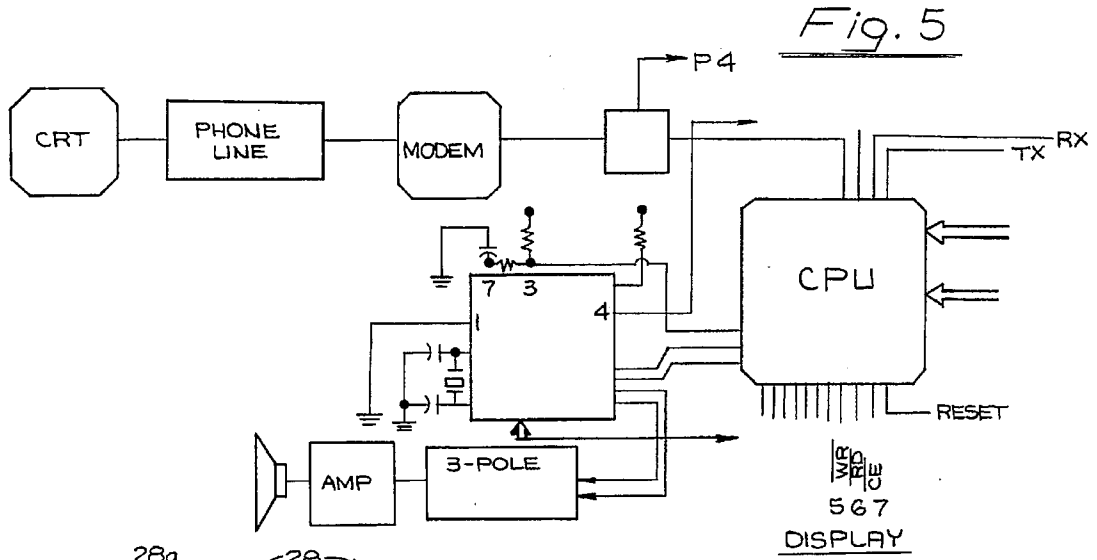 Fig. 5
P4
CRT
PHONE
LINE
MODEM
RX
TX
CPU
7 3
1
4
RESET
3-POLE
AMP
WR
RD
CE
5 6 7
DISPLAY
28a
28